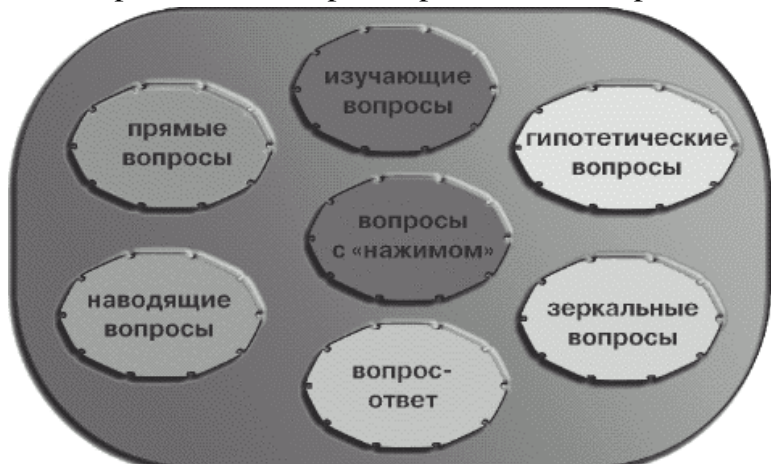 изучающие
вопросы
прямые
вопросы
гипотетические
вопросы
вопросы
с «нажимом»
наводящие
вопросы
зеркальные
вопросы
вопрос-
ответ